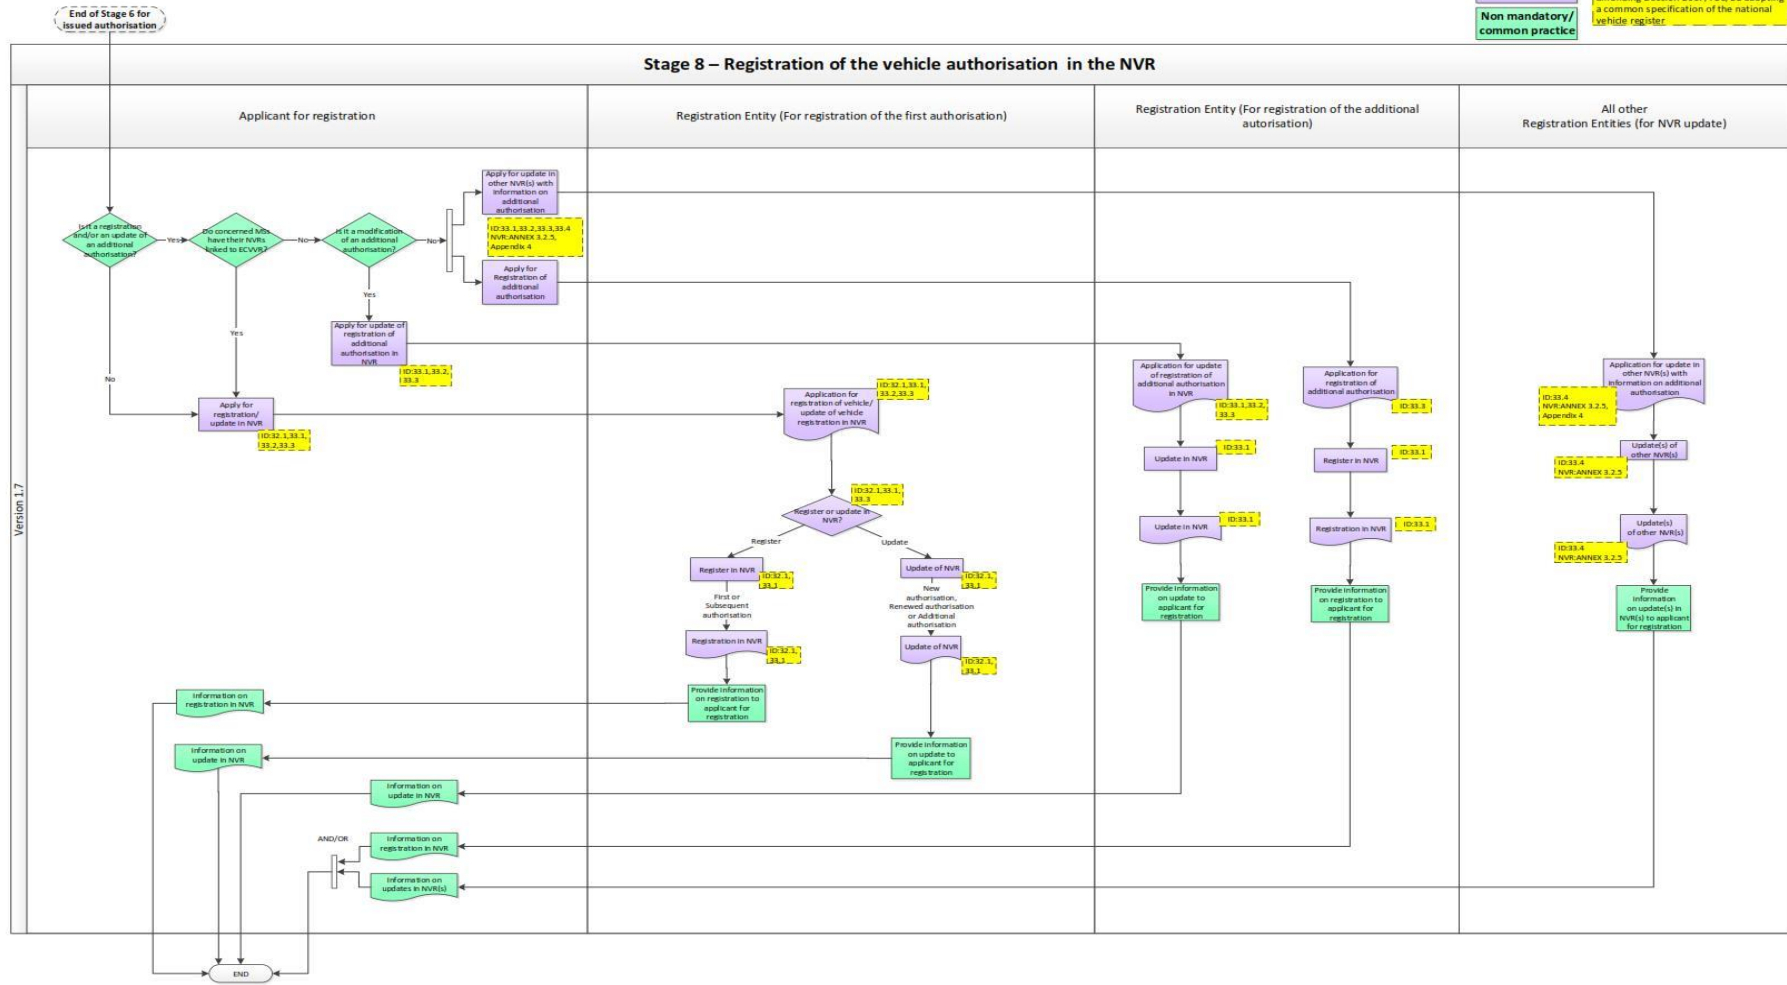 End of Stage 6 for
issued authorisation
Non mandatory/
common practice
a common specification of the national
vehicle register
Stage 8 – Registration of the vehicle authorisation in the NVR
Version 1.7
Applicant for registration
Registration Entity (For registration of the first authorisation)
Registration Entity (For registration of the additional
autorisation)
All other
Registration Entities (for NVR update)
Is it a registration
and/or an update of
an additional
authorisation?
Yes
Do concerned MSs
have their NVRs
linked to ECVVR?
No
Is it a modification
of an additional
authorisation?
No
Apply for update in
other NVR(s) with
information on
additional
authorisation
ID:33.1,33.2,33.3,33.4
NVR:ANNEX 3.2.5,
Appendix 4
Apply for
Registration of
additional
authorisation
Yes
Apply for update of
registration of
additional
authorisation in
NVR
ID:33.1,33.2,
33.3
Yes
No
Apply for
registration/
update in NVR
ID:32.1,33.1,
33.2,33.3
Application for
registration of vehicle/
update of vehicle
registration in NVR
ID:32.1,33.1,
33.2,33.3
Register or update in
NVR?
ID:32.1,33.1,
33.3
Register
Update
Register in NVR
ID:32.1,
33.1
First or
Subsequent
authorisation
Registration in NVR
ID:32.1,
33.1
Provide information
on registration to
applicant for
registration
Update of NVR
ID:32.1,
33.1
New
authorisation,
Renewed authorisation
or Additional
authorisation
Update of NVR
ID:32.1,
33.1
Provide information
on update to
applicant for
registration
Application for update
of registration of
additional authorisation
in NVR
ID:33.1,33.2,
33.3
Update in NVR
ID:33.1
Update in NVR
ID:33.1
Provide information
on update to
applicant for
registration
Application for
registration of
additional authorisation
ID:33.3
Register in NVR
ID:33.1
Registration in NVR
ID:33.1
Provide information
on registration to
applicant for
registration
Application for update in
other NVR(s) with
information on additional
authorisation
ID:33.4
NVR:ANNEX 3.2.5,
Appendix 4
Update(s) of
other NVR(s)
ID:33.4
NVR:ANNEX 3.2.5
Update(s)
of other NVR(s)
ID:33.4
NVR:ANNEX 3.2.5
Provide
information
on update(s) in
NVR(s) to applicant
for registration
Information on
registration in NVR
Information on
update in NVR
Information on
update in NVR
AND/OR
Information on
registration in NVR
Information on
updates in NVR(s)
END